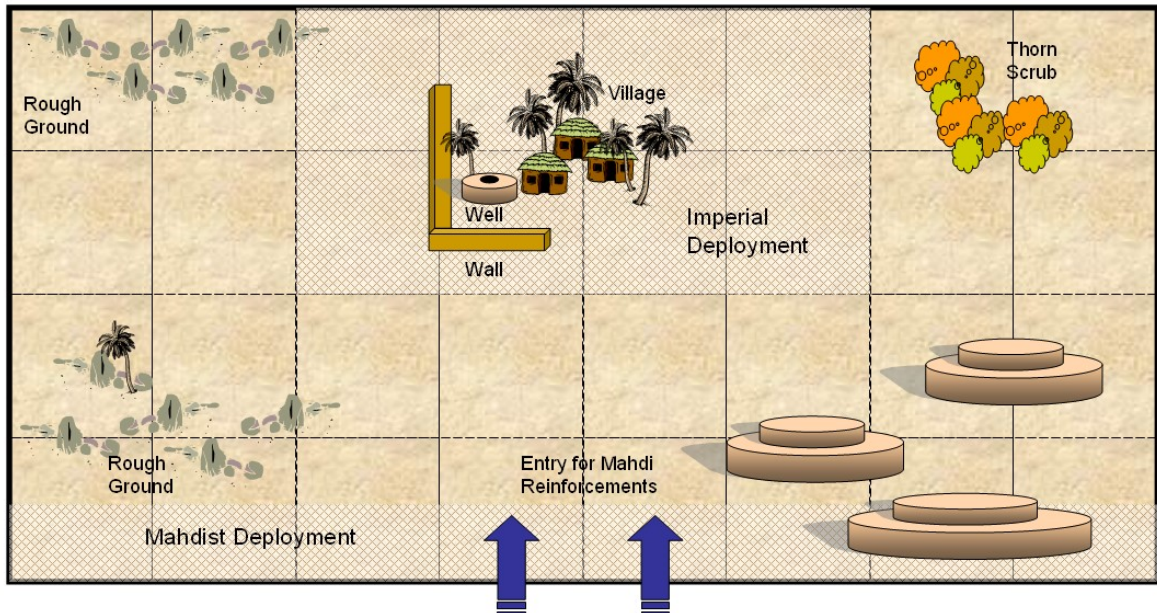 Thorn
Scrub
Village
Rough
Ground
Well
Imperial
Deployment
Wall
Rough
Ground
Entry for Mahdi
Reinforcements
Mahdist Deployment